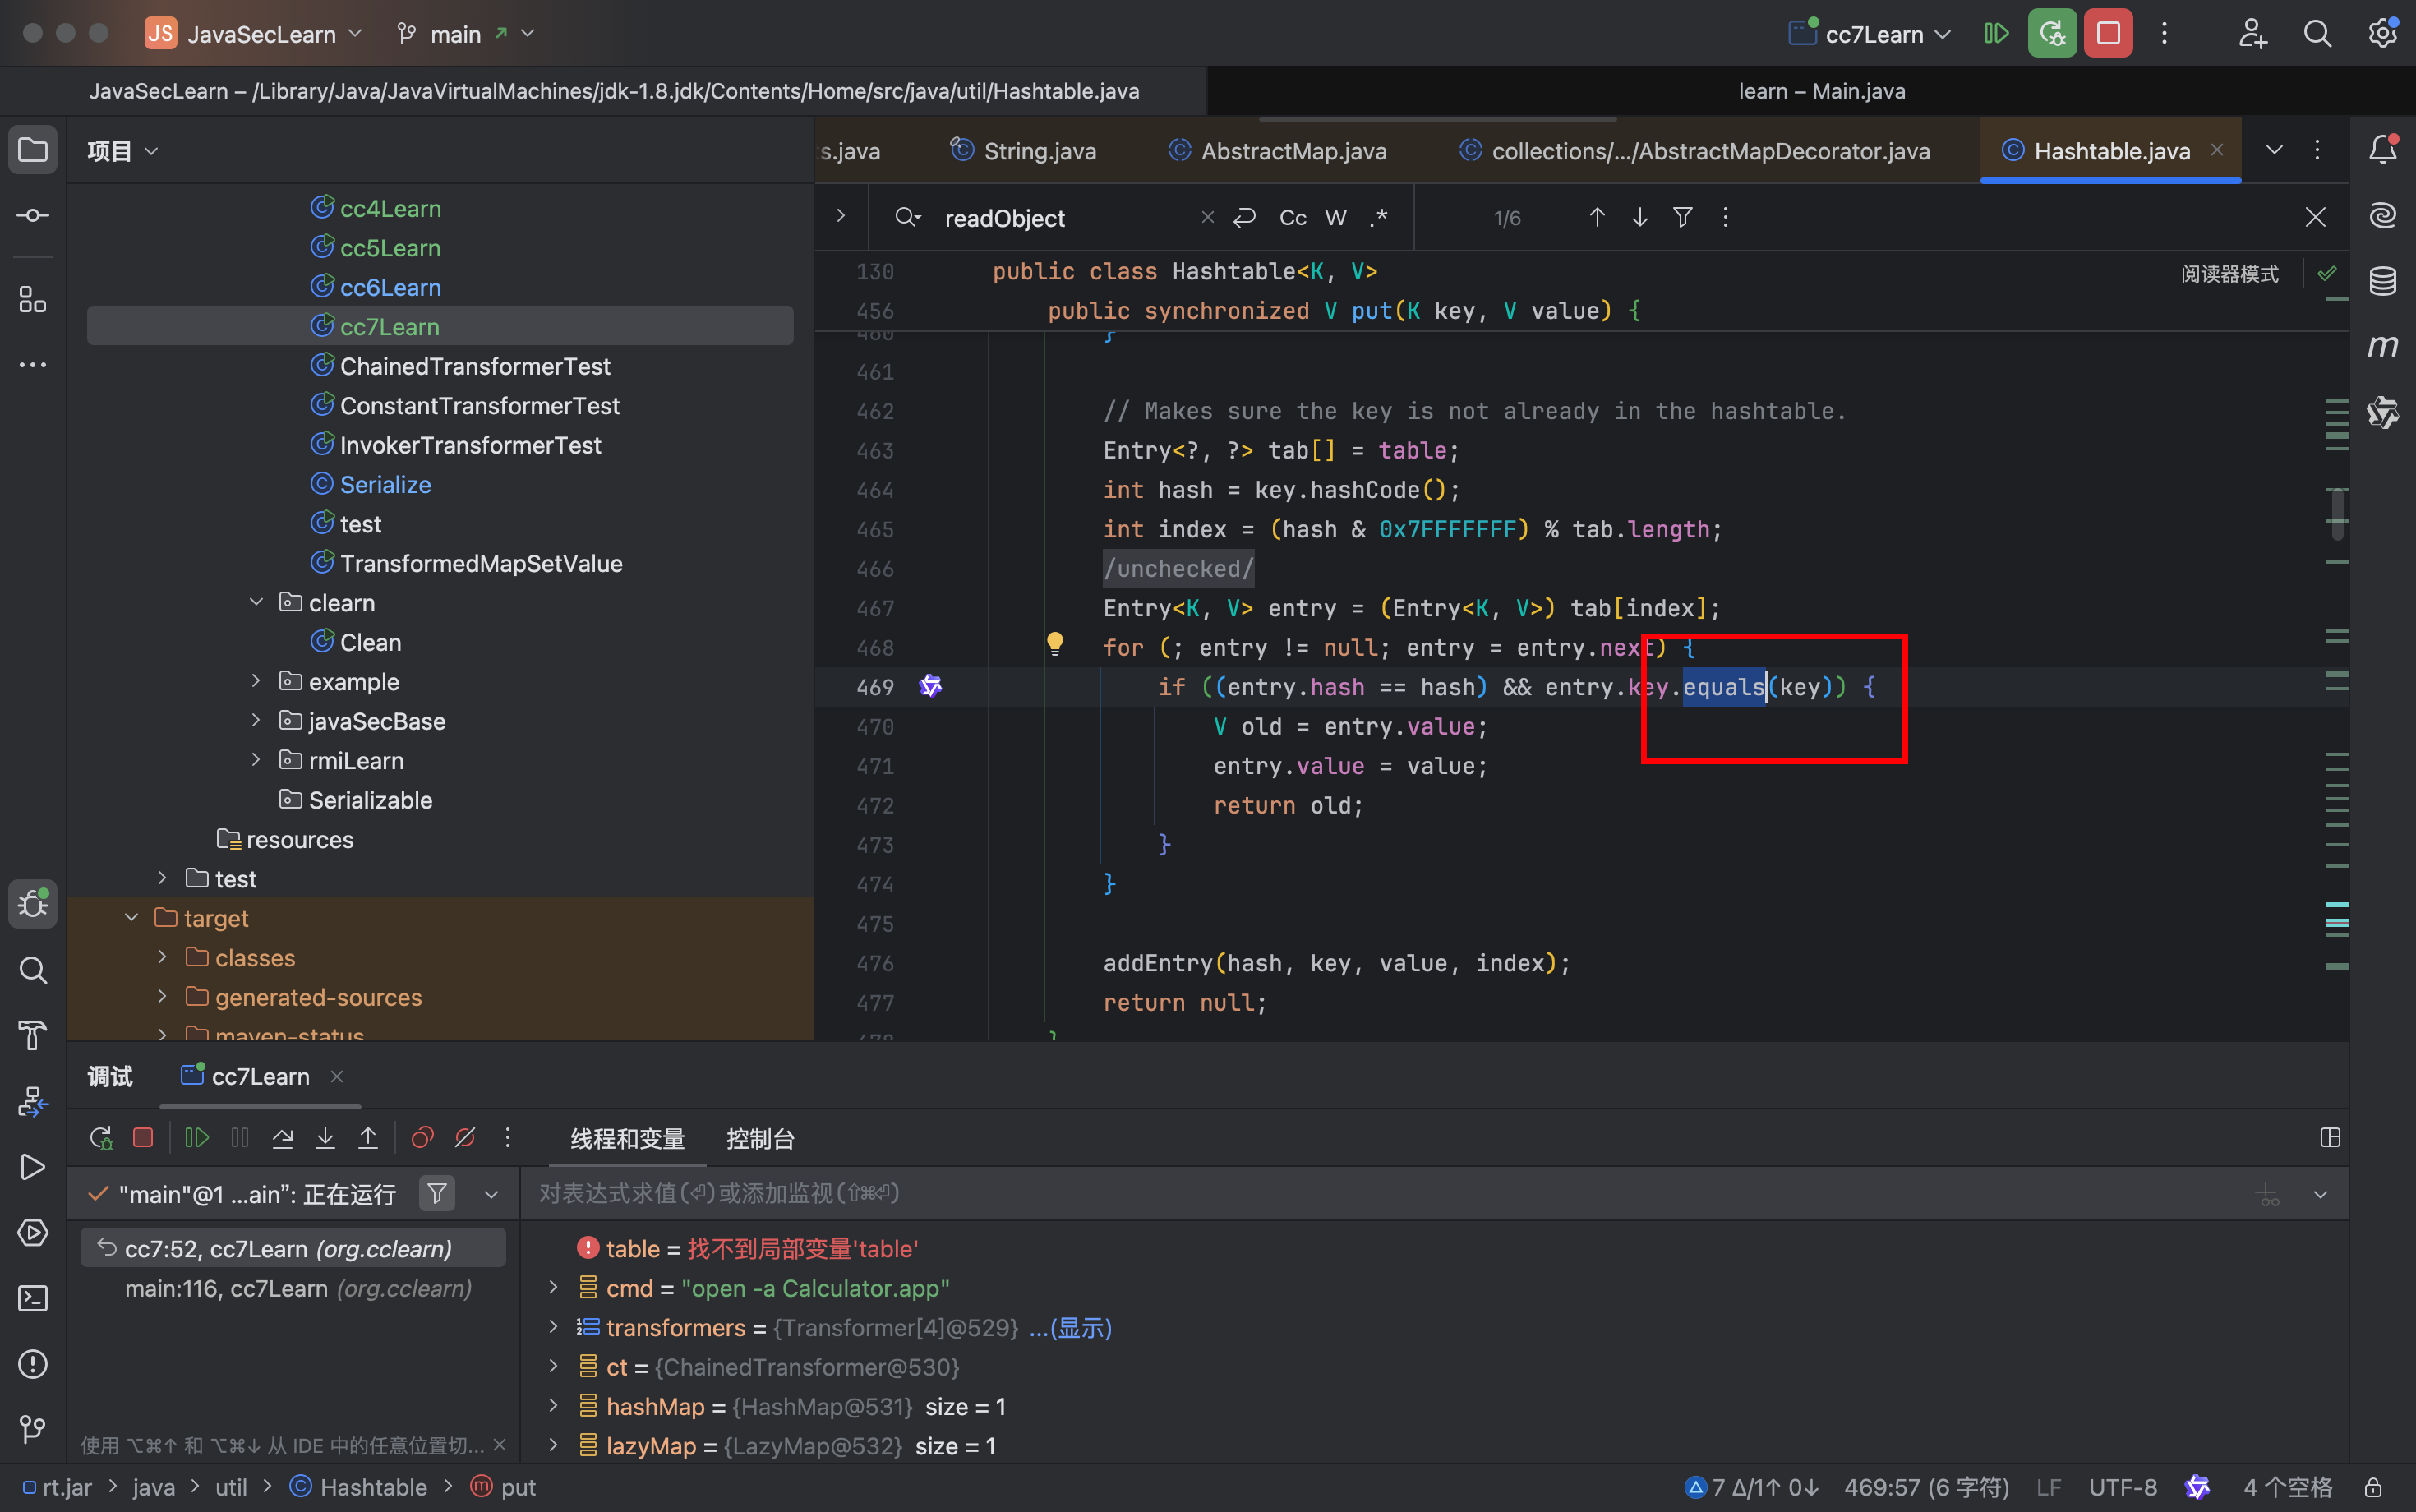 JS JavaSecLearn main cc7Learn
JavaSecLearn – /Library/Java/JavaVirtualMachines/jdk-1.8.jdk/Contents/Home/src/java/util/Hashtable.java
learn – Main.java
项目
s.java String.java AbstractMap.java collections/.../AbstractMapDecorator.java Hashtable.java
readObject Cc W .* 1/6
阅读器模式
cc4Learn
cc5Learn
cc6Learn
cc7Learn
ChainedTransformerTest
ConstantTransformerTest
InvokerTransformerTest
Serialize
test
TransformedMapSetValue
clearn
Clean
example
javaSecBase
rmiLearn
Serializable
resources
test
target
classes
generated-sources
maven-status
130 public class Hashtable<K, V>
456 public synchronized V put(K key, V value) {
460 }
461
462 // Makes sure the key is not already in the hashtable.
463 Entry<?, ?> tab[] = table;
464 int hash = key.hashCode();
465 int index = (hash & 0x7FFFFFFF) % tab.length;
466 /unchecked/
467 Entry<K, V> entry = (Entry<K, V>) tab[index];
468 for (; entry != null; entry = entry.next) {
469 if ((entry.hash == hash) && entry.key.equals(key)) {
470 V old = entry.value;
471 entry.value = value;
472 return old;
473 }
474 }
475
476 addEntry(hash, key, value, index);
477 return null;
478 }
m
调试 cc7Learn
线程和变量 控制台
"main"@1 ...ain”: 正在运行
对表达式求值(⏎)或添加监视(⇧⌘⏎)
cc7:52, cc7Learn (org.cclearn)
main:116, cc7Learn (org.cclearn)
table = 找不到局部变量'table'
cmd = "open -a Calculator.app"
transformers = {Transformer[4]@529} ...(显示)
ct = {ChainedTransformer@530}
hashMap = {HashMap@531} size = 1
lazyMap = {LazyMap@532} size = 1
使用 ⌥⌘↑ 和 ⌥⌘↓ 从 IDE 中的任意位置切...
rt.jar > java > util > Hashtable > put
7 Δ/1↑ 0↓ 469:57 (6 字符) LF UTF-8 4 个空格